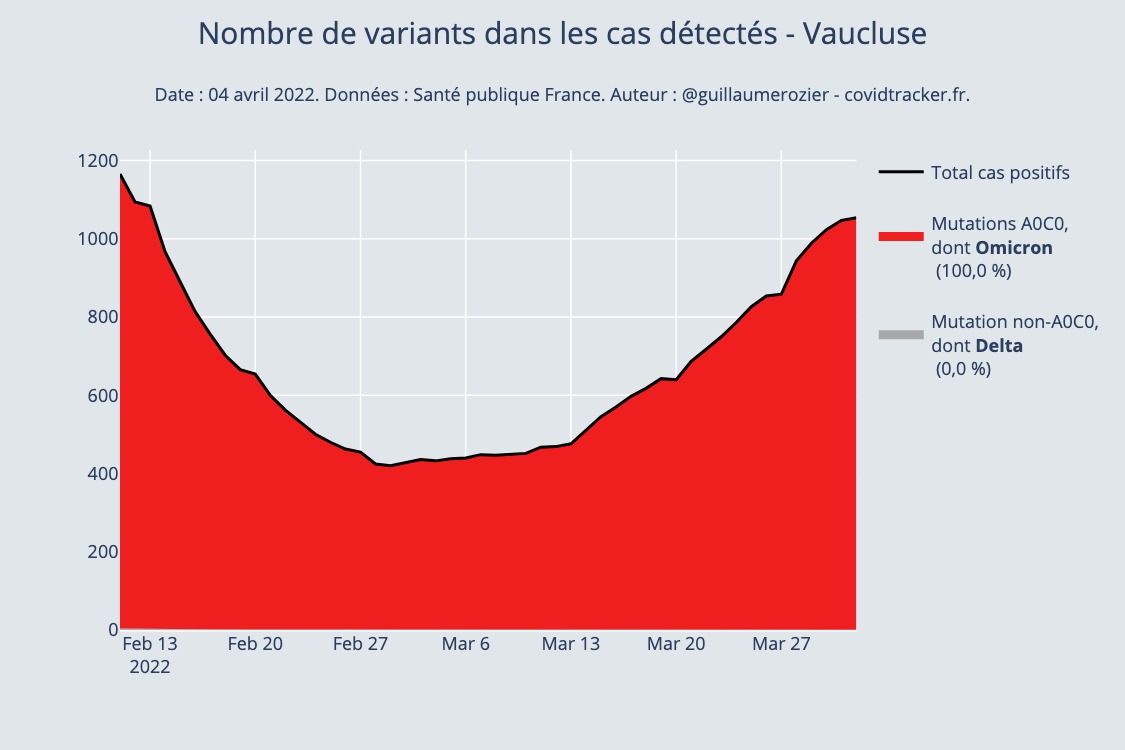 Nombre de variants dans les cas détectés - Vaucluse
Date : 04 avril 2022. Données : Santé publique France. Auteur : @guillaumerozier - covidtracker.fr.
1200
1000
800
600
400
200
0
Feb 13
2022
Feb 20
Feb 27
Mar 6
Mar 13
Mar 20
Mar 27
Total cas positifs
Mutations A0C0,
dont Omicron
(100,0 %)
Mutation non-A0C0,
dont Delta
(0,0 %)